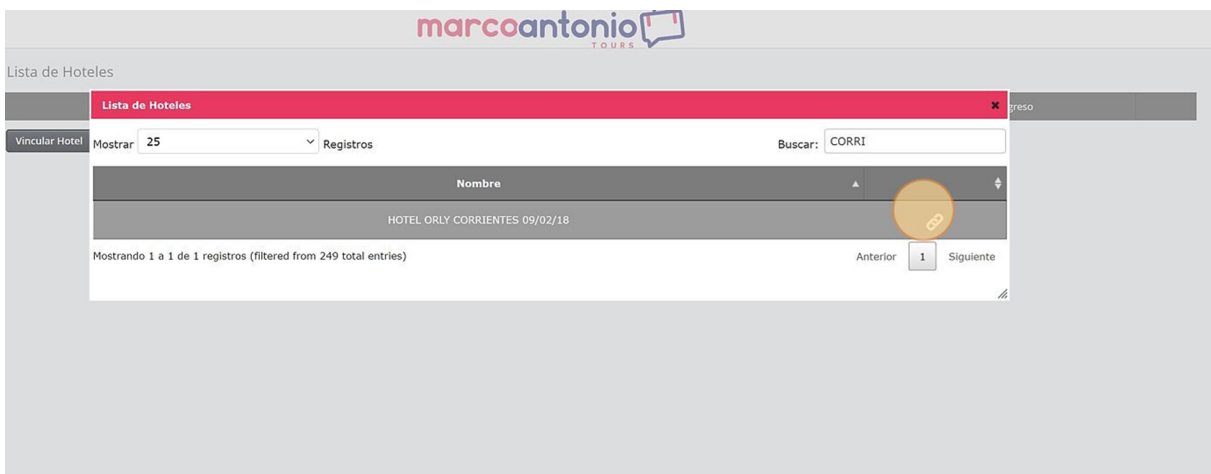 marcoantonio
TOURS
Lista de Hoteles
Lista de Hoteles
greso
Vincular Hotel
Mostrar 25 Registros
Buscar: CORRI
Nombre
HOTEL ORLY CORRIENTES 09/02/18
Mostrando 1 a 1 de 1 registros (filtered from 249 total entries)
Anterior 1 Siguiente